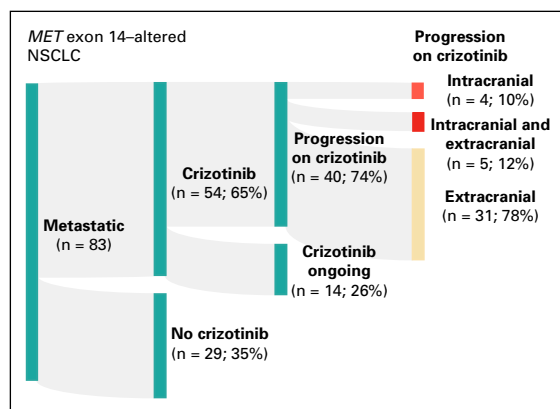 MET exon 14–altered
NSCLC
Metastatic
(n = 83)
Crizotinib
(n = 54; 65%)
No crizotinib
(n = 29; 35%)
Progression
on crizotinib
(n = 40; 74%)
Crizotinib
ongoing
(n = 14; 26%)
Progression
on crizotinib
Intracranial
(n = 4; 10%)
Intracranial and
extracranial
(n = 5; 12%)
Extracranial
(n = 31; 78%)